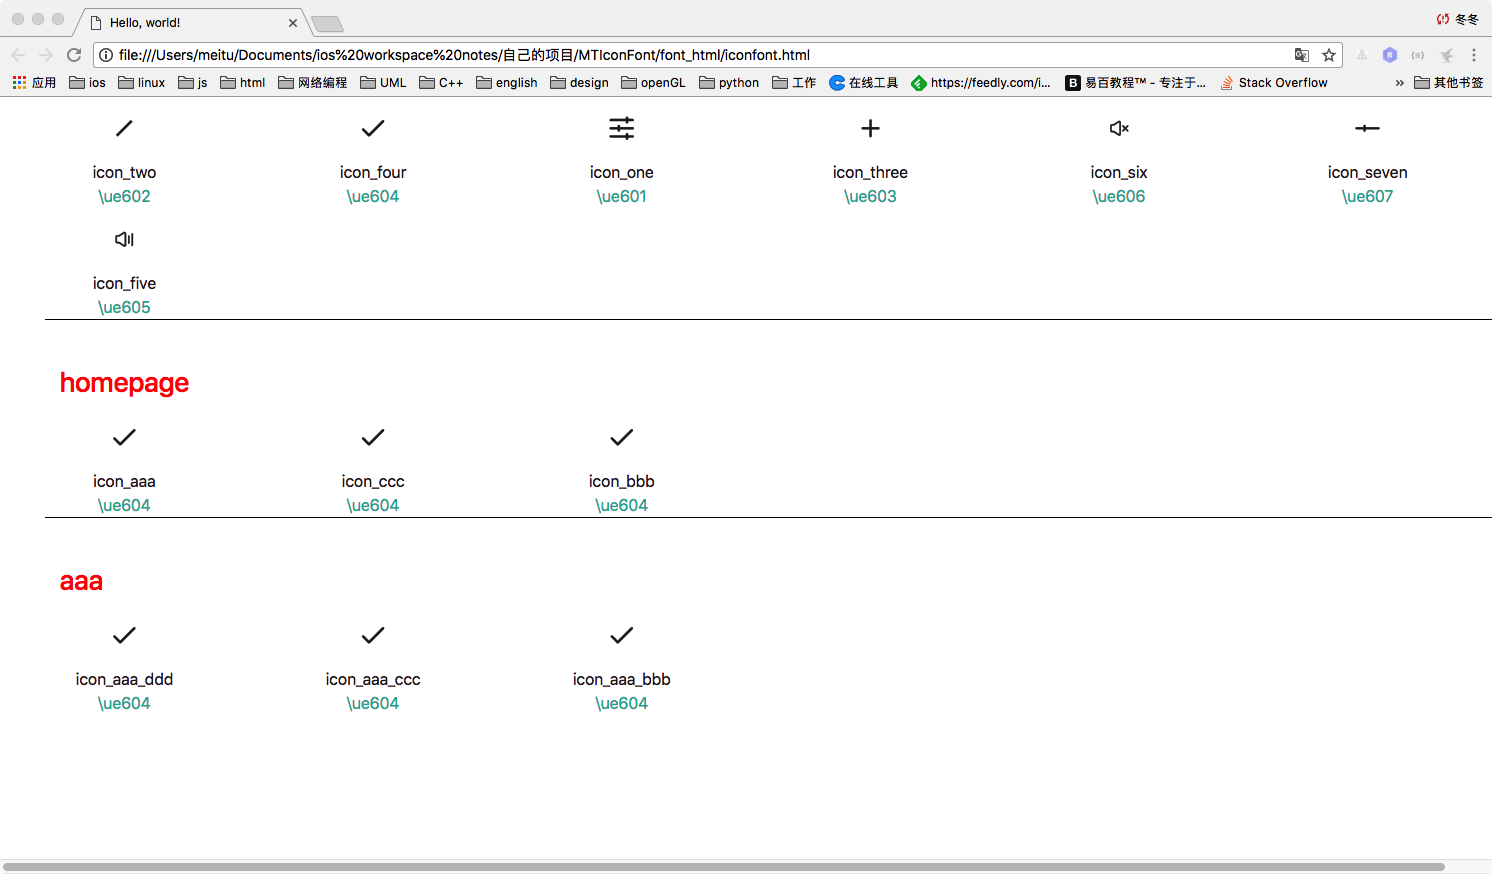 Hello, world!
冬冬
file:///Users/meitu/Documents/ios%20workspace%20notes/自己的项目/MTIconFont/font_html/iconfont.html
应用 ios linux js html 网络编程 UML C++ english design openGL python 工作 在线工具 https://feedly.com/i... 易百教程™ - 专注于... Stack Overflow » 其他书签
icon_two icon_four icon_one icon_three icon_six icon_seven
\ue602 \ue604 \ue601 \ue603 \ue606 \ue607
icon_five
\ue605
homepage
icon_aaa icon_ccc icon_bbb
\ue604 \ue604 \ue604
aaa
icon_aaa_ddd icon_aaa_ccc icon_aaa_bbb
\ue604 \ue604 \ue604